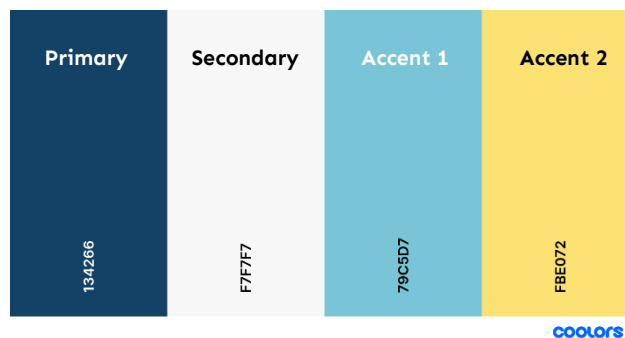 Primary
Secondary
Accent 1
Accent 2
134266
F7F7F7
79C5D7
FBE072
coolors